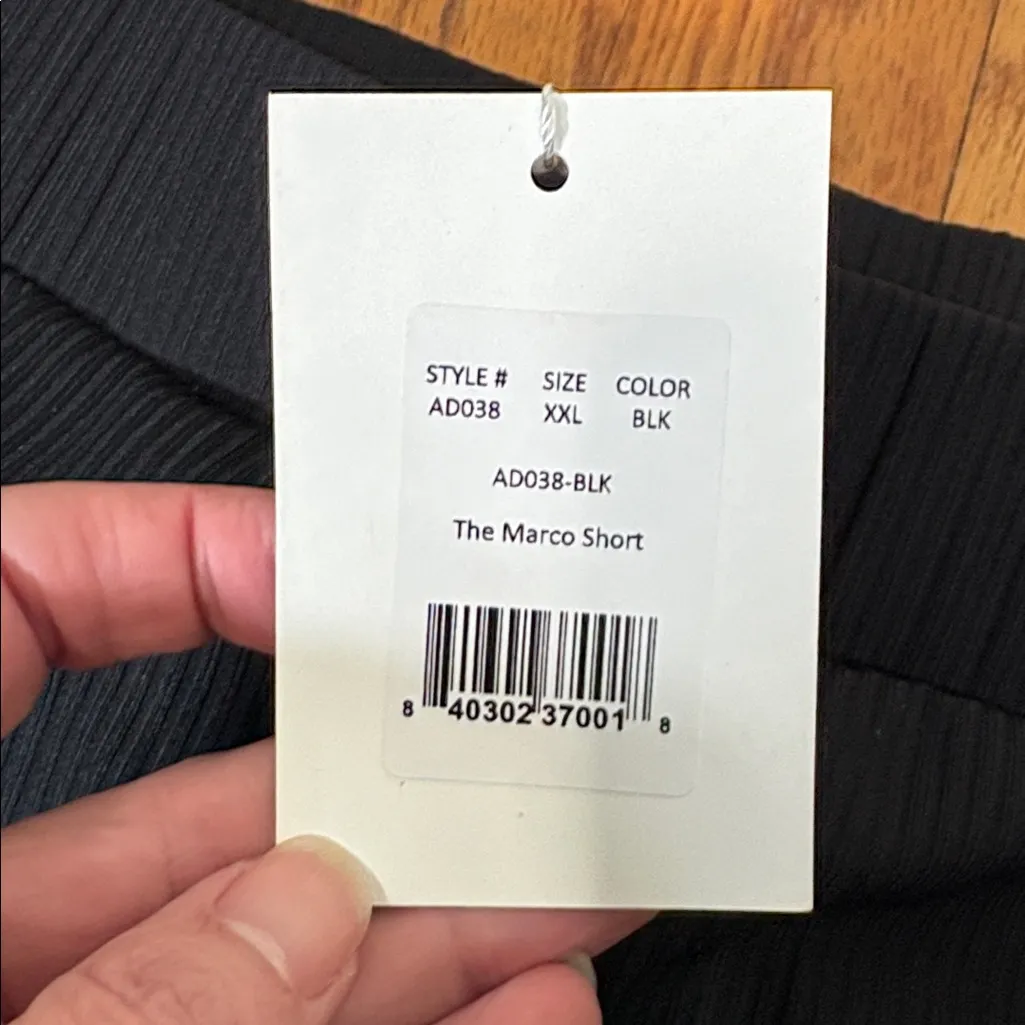 STYLE # SIZE COLOR
AD038 XXL BLK
AD038-BLK
The Marco Short
8 40302 37001 8